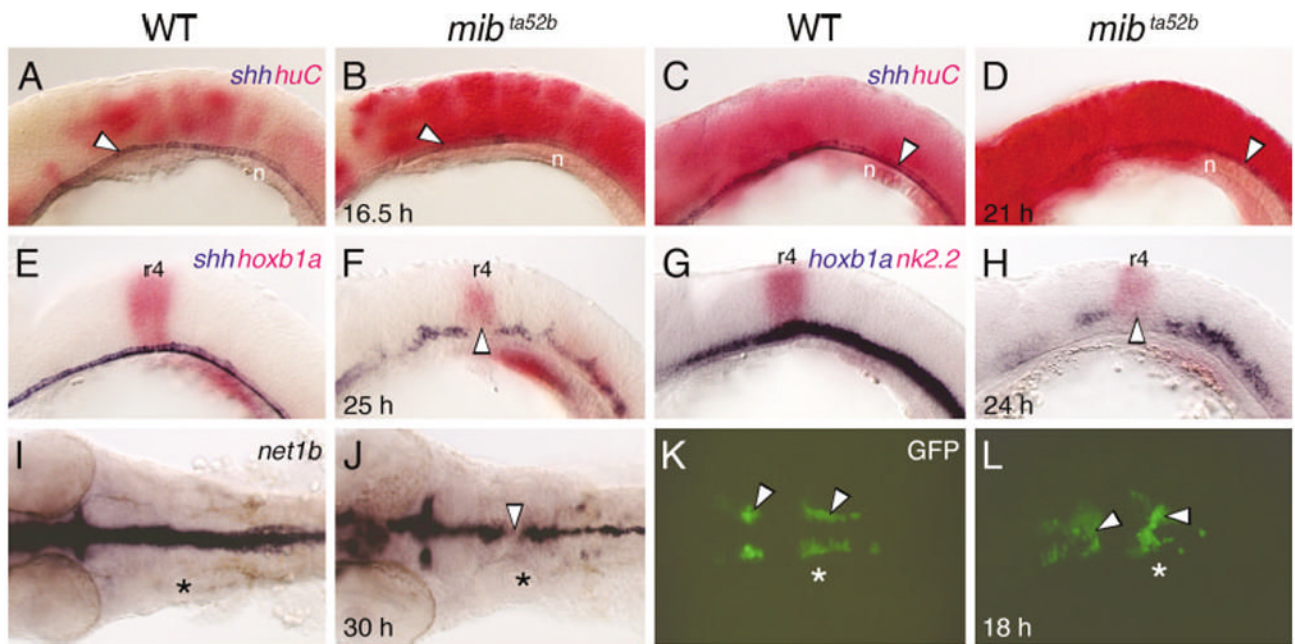 WT mib ta52b WT mib ta52b
A shh huC B C shh huC D
n n n n
16.5 h 21 h
E shh hoxb1a F G hoxb1a nk2.2 H
r4 r4 r4 r4
25 h 24 h
I net1b J K GFP L
* * * *
30 h 18 h